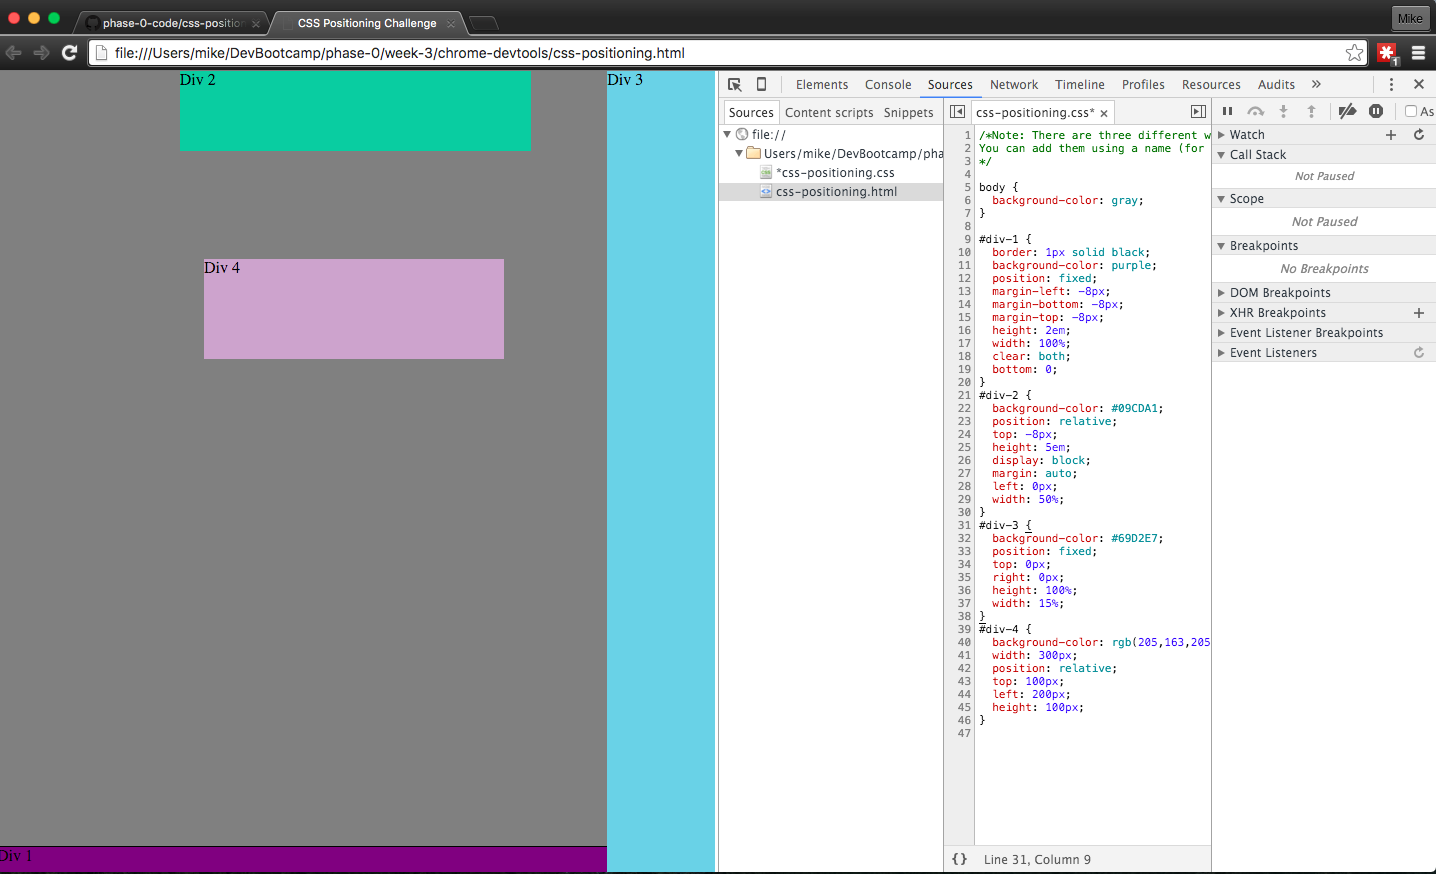 phase-0-code/css-position
CSS Positioning Challenge
Mike
file:///Users/mike/DevBootcamp/phase-0/week-3/chrome-devtools/css-positioning.html
1
Div 2
Div 3
Div 4
Div 1
Elements Console Sources Network Timeline Profiles Resources Audits »
Sources Content scripts Snippets
file://
Users/mike/DevBootcamp/pha
*css-positioning.css
css-positioning.html
css-positioning.css*
1 /*Note: There are three different w
2 You can add them using a name (for
3 */
4
5 body {
6 background-color: gray;
7 }
8
9 #div-1 {
10 border: 1px solid black;
11 background-color: purple;
12 position: fixed;
13 margin-left: -8px;
14 margin-bottom: -8px;
15 margin-top: -8px;
16 height: 2em;
17 width: 100%;
18 clear: both;
19 bottom: 0;
20 }
21 #div-2 {
22 background-color: #09CDA1;
23 position: relative;
24 top: -8px;
25 height: 5em;
26 display: block;
27 margin: auto;
28 left: 0px;
29 width: 50%;
30 }
31 #div-3 {
32 background-color: #69D2E7;
33 position: fixed;
34 top: 0px;
35 right: 0px;
36 height: 100%;
37 width: 15%;
38 }
39 #div-4 {
40 background-color: rgb(205,163,205
41 width: 300px;
42 position: relative;
43 top: 100px;
44 left: 200px;
45 height: 100px;
46 }
47
{} Line 31, Column 9
As
Watch
Call Stack
Not Paused
Scope
Not Paused
Breakpoints
No Breakpoints
DOM Breakpoints
XHR Breakpoints
Event Listener Breakpoints
Event Listeners